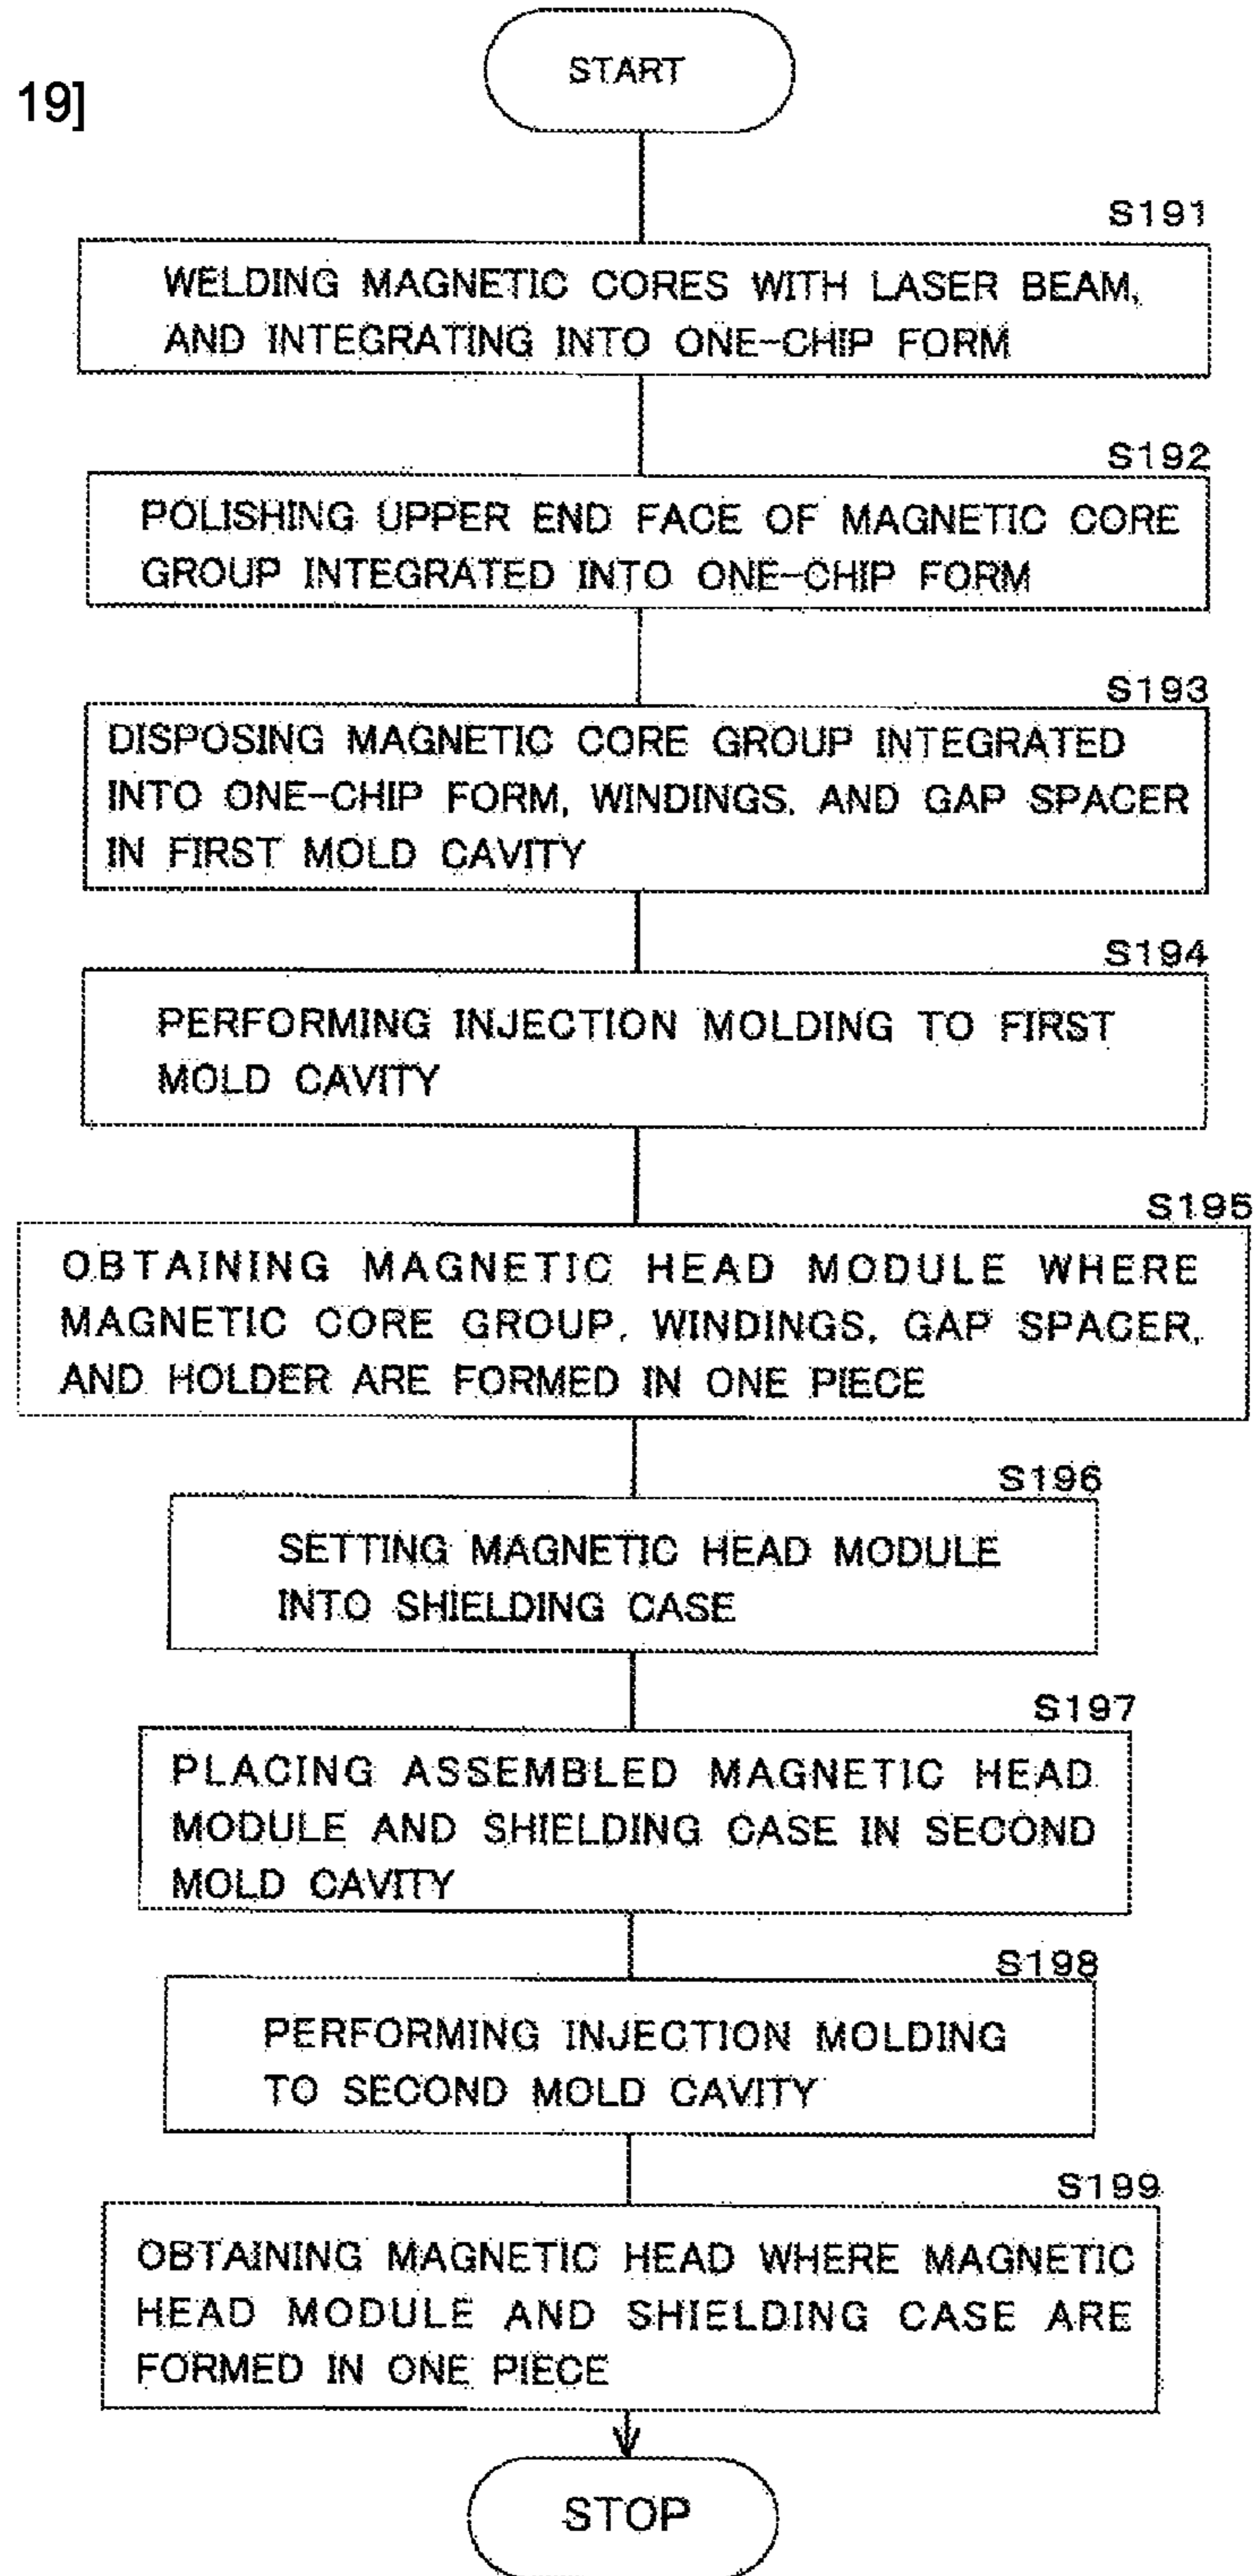 START
19]
S191
WELDING MAGNETIC CORES WITH LASER BEAM,
AND INTEGRATING INTO ONE-CHIP FORM
S192
POLISHING UPPER END FACE OF MAGNETIC CORE
GROUP INTEGRATED INTO ONE-CHIP FORM
S193
DISPOSING MAGNETIC CORE GROUP INTEGRATED
INTO ONE-CHIP FORM, WINDINGS, AND GAP SPACER
IN FIRST MOLD CAVITY
S194
PERFORMING INJECTION MOLDING TO FIRST
MOLD CAVITY
S195
OBTAINING MAGNETIC HEAD MODULE WHERE
MAGNETIC CORE GROUP, WINDINGS, GAP SPACER,
AND HOLDER ARE FORMED IN ONE PIECE
S196
SETTING MAGNETIC HEAD MODULE
INTO SHIELDING CASE
S197
PLACING ASSEMBLED MAGNETIC HEAD
MODULE AND SHIELDING CASE IN SECOND
MOLD CAVITY
S198
PERFORMING INJECTION MOLDING
TO SECOND MOLD CAVITY
S199
OBTAINING MAGNETIC HEAD WHERE MAGNETIC
HEAD MODULE AND SHIELDING CASE ARE
FORMED IN ONE PIECE
STOP